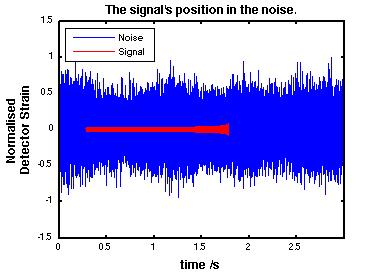 The signal's position in the noise.
1.5
Noise
Signal
1
0.5
0
-0.5
-1
-1.5
Normalised
Detector Strain
0 0.5 1 1.5 2 2.5
time /s